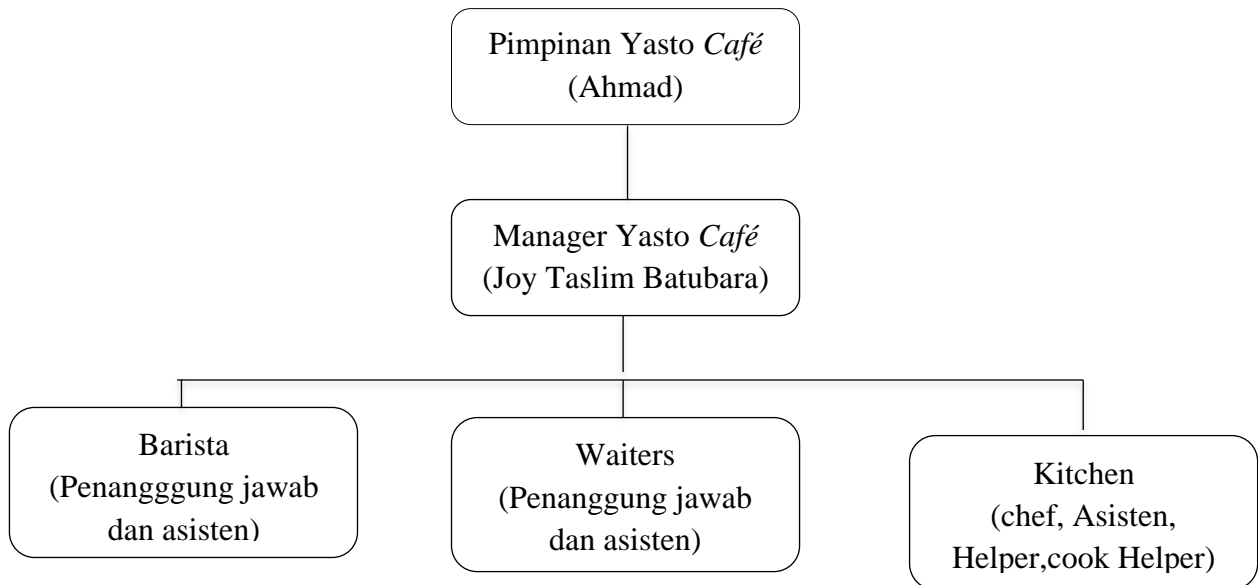 Pimpinan Yasto Café
(Ahmad)
Manager Yasto Café
(Joy Taslim Batubara)
Barista
(Penangggung jawab
dan asisten)
Waiters
(Penanggung jawab
dan asisten)
Kitchen
(chef, Asisten,
Helper,cook Helper)